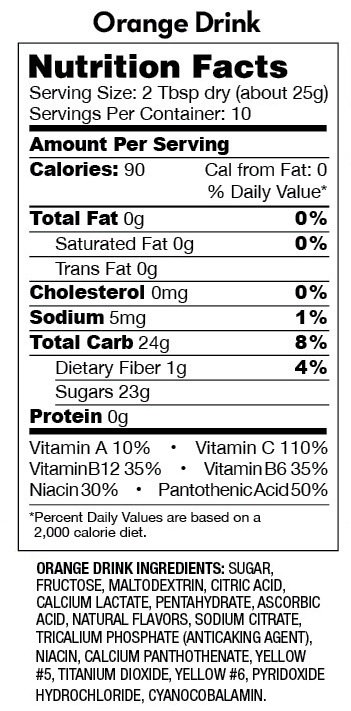 Orange Drink
Nutrition Facts
Serving Size: 2 Tbsp dry (about 25g)
Servings Per Container: 10
Amount Per Serving
Calories: 90 Cal from Fat: 0
% Daily Value*
Total Fat 0g 0%
Saturated Fat 0g 0%
Trans Fat 0g
Cholesterol 0mg 0%
Sodium 5mg 1%
Total Carb 24g 8%
Dietary Fiber 1g 4%
Sugars 23g
Protein 0g
Vitamin A 10% • Vitamin C 110%
VitaminB12 35% • VitaminB6 35%
Niacin 30% • PantothenicAcid 50%
*Percent Daily Values are based on a
2,000 calorie diet.
ORANGE DRINK INGREDIENTS: SUGAR,
FRUCTOSE, MALTODEXTRIN, CITRIC ACID,
CALCIUM LACTATE, PENTAHYDRATE, ASCORBIC
ACID, NATURAL FLAVORS, SODIUM CITRATE,
TRICALIUM PHOSPHATE (ANTICAKING AGENT),
NIACIN, CALCIUM PANTHOTHENATE, YELLOW
#5, TITANIUM DIOXIDE, YELLOW #6, PYRIDOXIDE
HYDROCHLORIDE, CYANOCOBALAMIN.